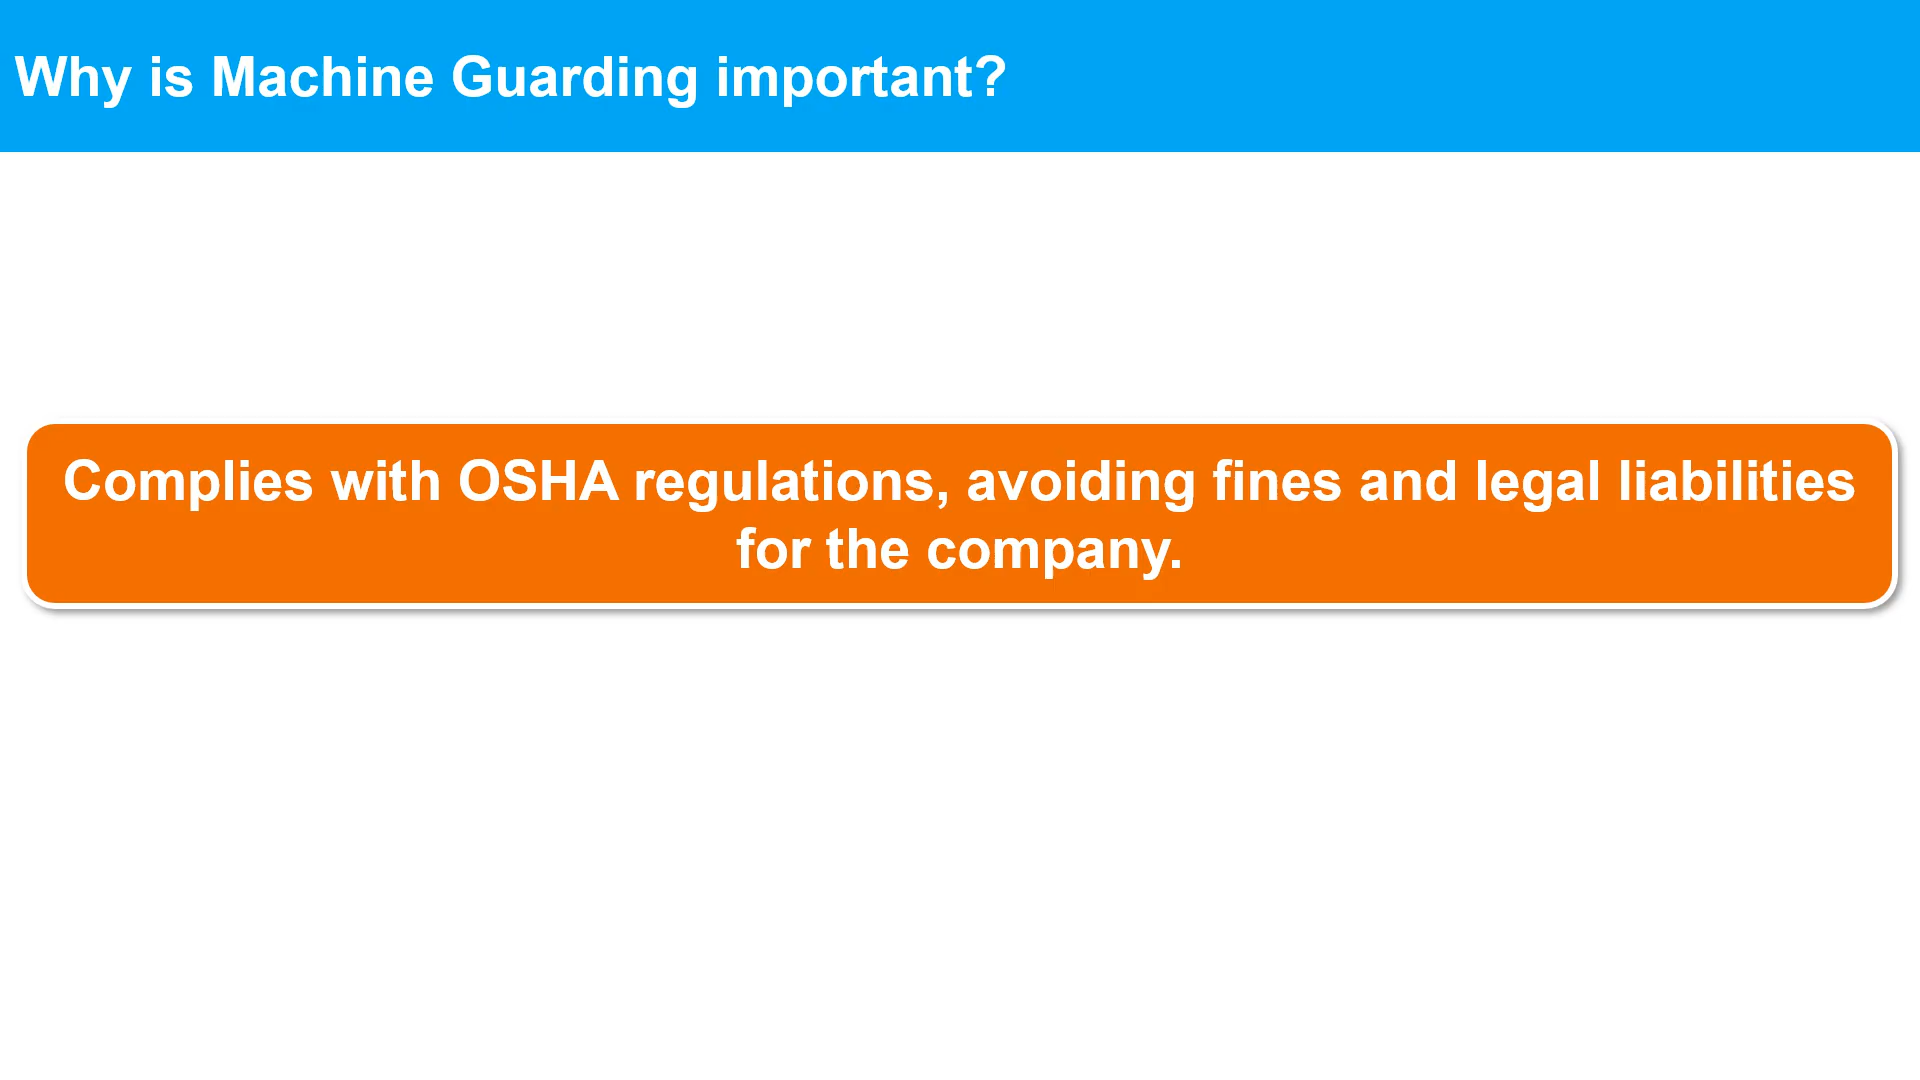 Why is Machine Guarding important?
Complies with OSHA regulations, avoiding fines and legal liabilities
for the company.